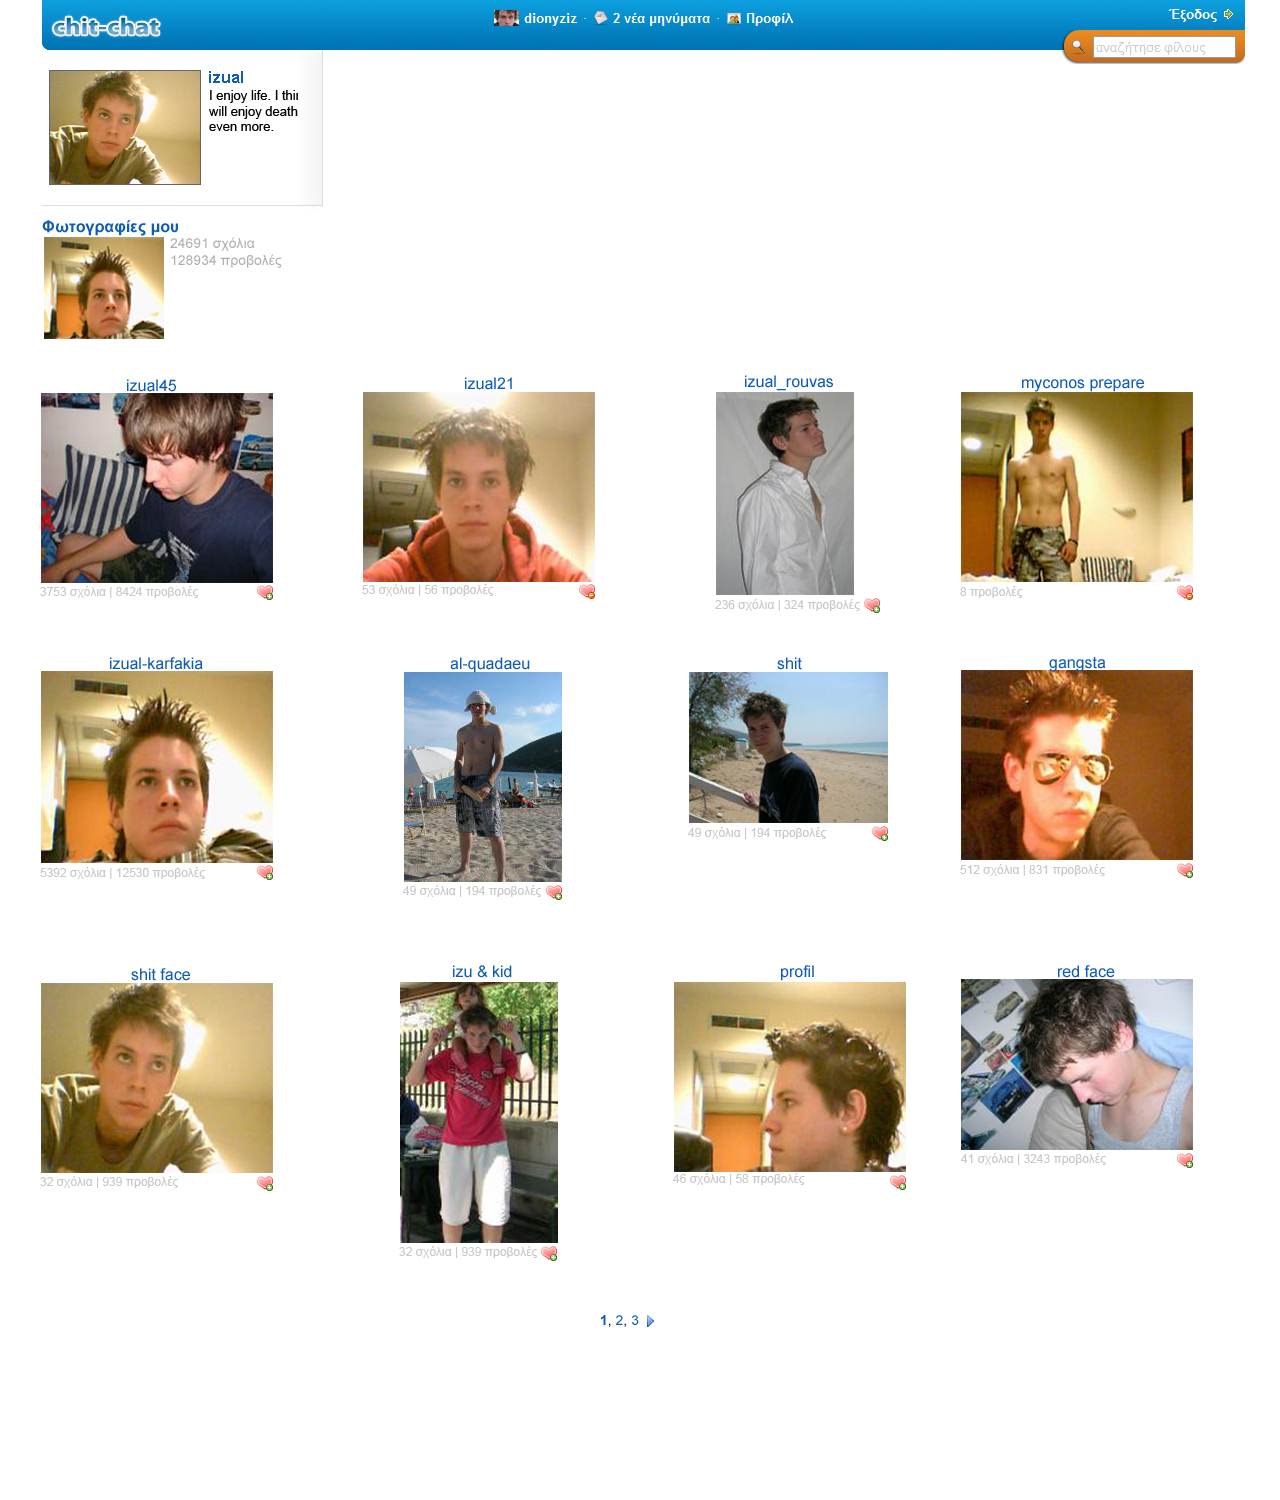 chit-chat
dionyziz · 2 νέα μηνύματα · Προφίλ
Έξοδος
αναζήτησε φίλους
izual
I enjoy life. I thin
will enjoy death
even more.
Φωτογραφίες μου
24691 σχόλια
128934 προβολές
izual45
izual21
izual_rouvas
myconos prepare
3753 σχόλια | 8424 προβολές
53 σχόλια | 56 προβολές
236 σχόλια | 324 προβολές
8 προβολές
izual-karfakia
al-quadaeu
shit
gangsta
5392 σχόλια | 12530 προβολές
49 σχόλια | 194 προβολές
49 σχόλια | 194 προβολές
512 σχόλια | 831 προβολές
shit face
izu & kid
profil
red face
32 σχόλια | 939 προβολές
32 σχόλια | 939 προβολές
46 σχόλια | 58 προβολές
41 σχόλια | 3243 προβολές
1, 2, 3